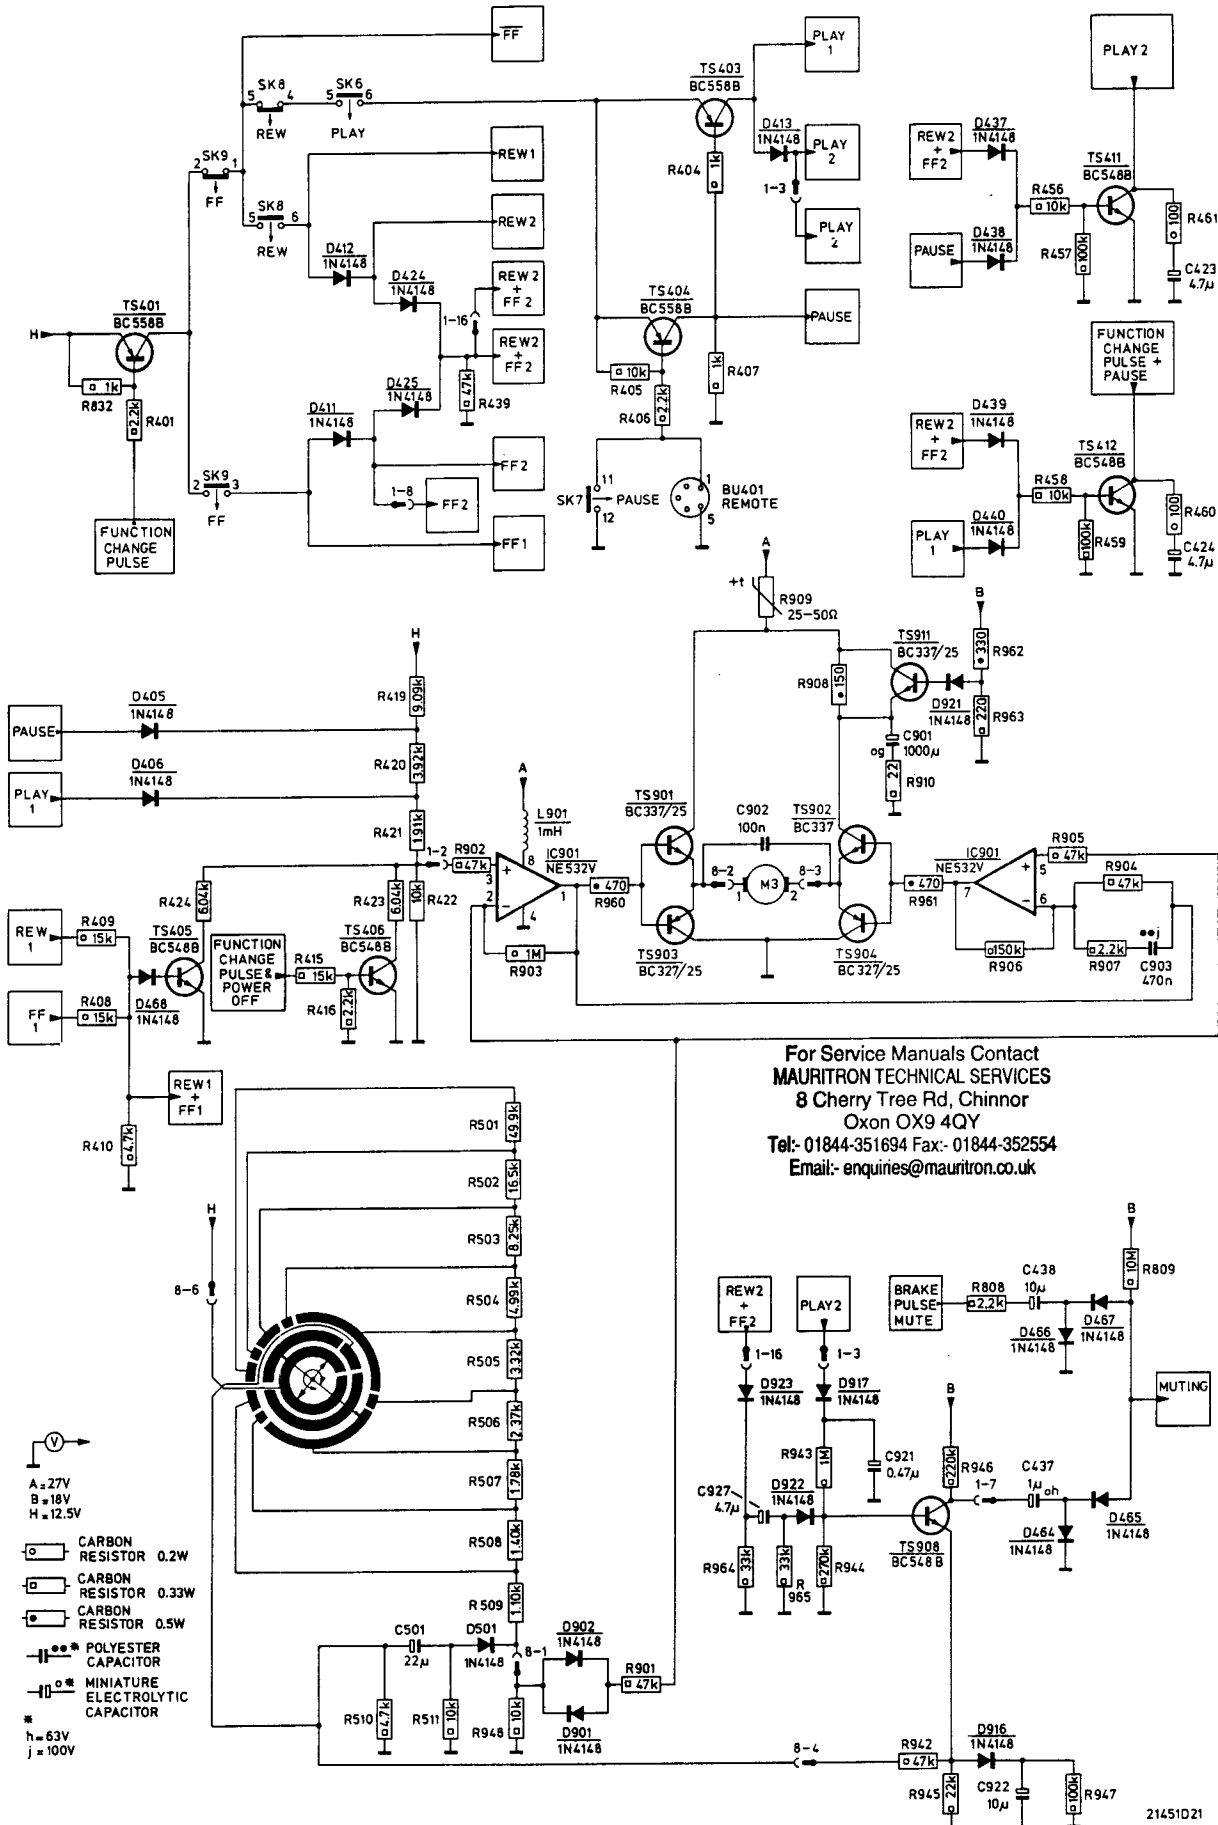 FF
SK8
5 4
REW
SK6
5 6
PLAY
TS403
BC558B
PLAY
1
D413
1N4148
PLAY
2
1-3
PLAY
2
R404
1k
SK9
2 1
FF
SK8
5 6
REW
REW1
REW2
D412
1N4148
D424
1N4148
REW2
+
FF2
1-16
REW2
+
FF2
47k
R439
TS401
BC558B
H
1k
R832
2.2k
R401
FUNCTION
CHANGE
PULSE
SK9
2 3
FF
D411
1N4148
D425
1N4148
FF2
1-8
FF2
FF1
TS404
BC558B
PAUSE
10k
R405
2.2k
R406
1k
R407
11
SK7
PAUSE
12
1
5
BU401
REMOTE
PLAY 2
REW2
+
FF2
D437
1N4148
PAUSE
D438
1N4148
R456
10k
R457
100k
TS411
BC548B
100
R461
C423
4.7µ
FUNCTION
CHANGE
PULSE +
PAUSE
REW2
+
FF2
D439
1N4148
PLAY
1
D440
1N4148
R458
10k
100k
R459
TS412
BC548B
100
R460
C424
4.7µ
A
+t
R909
25-50Ω
TS911
BC337/25
B
330
R962
R908
150
D921
1N4148
220
R963
C901
1000µ
og
22
R910
H
R419
9.09k
PAUSE
D405
1N4148
R420
3.92k
PLAY
1
D406
1N4148
R421
1.91k
A
L901
1mH
1-2
R902
47k
IC901
NE532V
8
3
+
2
-
4
1
470
R960
1M
R903
TS901
BC337/25
C902
100n
TS902
BC337
8-2
8-3
M3
1 2
TS903
BC327/25
TS904
BC327/25
470
R961
IC901
NE532V
7
+
5
-
6
R905
47k
R904
47k
150k
R906
2.2k
R907
j
C903
470n
R424
6.04k
R423
6.04k
10k
R422
REW
1
R409
15k
FF
1
R408
15k
TS405
BC548B
D468
1N4148
FUNCTION
CHANGE
PULSE &
POWER
OFF
R415
15k
R416
2.2k
TS406
BC548B
REW1
+
FF1
R410
4.7k
For Service Manuals Contact
MAURITRON TECHNICAL SERVICES
8 Cherry Tree Rd, Chinnor
Oxon OX9 4QY
Tel:- 01844-351694 Fax:- 01844-352554
Email:- enquiries@mauritron.co.uk
R501
49.9k
R502
16.5k
R503
8.25k
R504
4.99k
R505
3.32k
R506
2.37k
R507
1.78k
R508
1.40k
R509
1.10k
H
8-6
V
A = 27V
B = 18V
H = 12.5V
CARBON
RESISTOR 0.2W
CARBON
RESISTOR 0.33W
CARBON
RESISTOR 0.5W
* POLYESTER
CAPACITOR
* MINIATURE
ELECTROLYTIC
CAPACITOR
*
h = 63V
j = 100V
C501
22µ
D501
1N4148
8-1
R510
4.7k
R511
10k
R948
10k
D902
1N4148
D901
1N4148
R901
47k
REW2
+
FF2
PLAY2
1-16
1-3
D923
1N4148
D917
1N4148
R943
1M
C921
0.47µ
C927
4.7µ
D922
1N4148
R964
33k
33k
R
965
270k
R944
BRAKE
PULSE
MUTE
R808
2.2k
C438
10µ
B
10M
R809
D467
1N4148
D466
1N4148
MUTING
B
220k
R946
1-7
C437
1µ
oh
D465
1N4148
D464
1N4148
TS908
BC548B
8-4
R942
47k
D916
1N4148
R945
22k
C922
10µ
100k
R947
21451D21